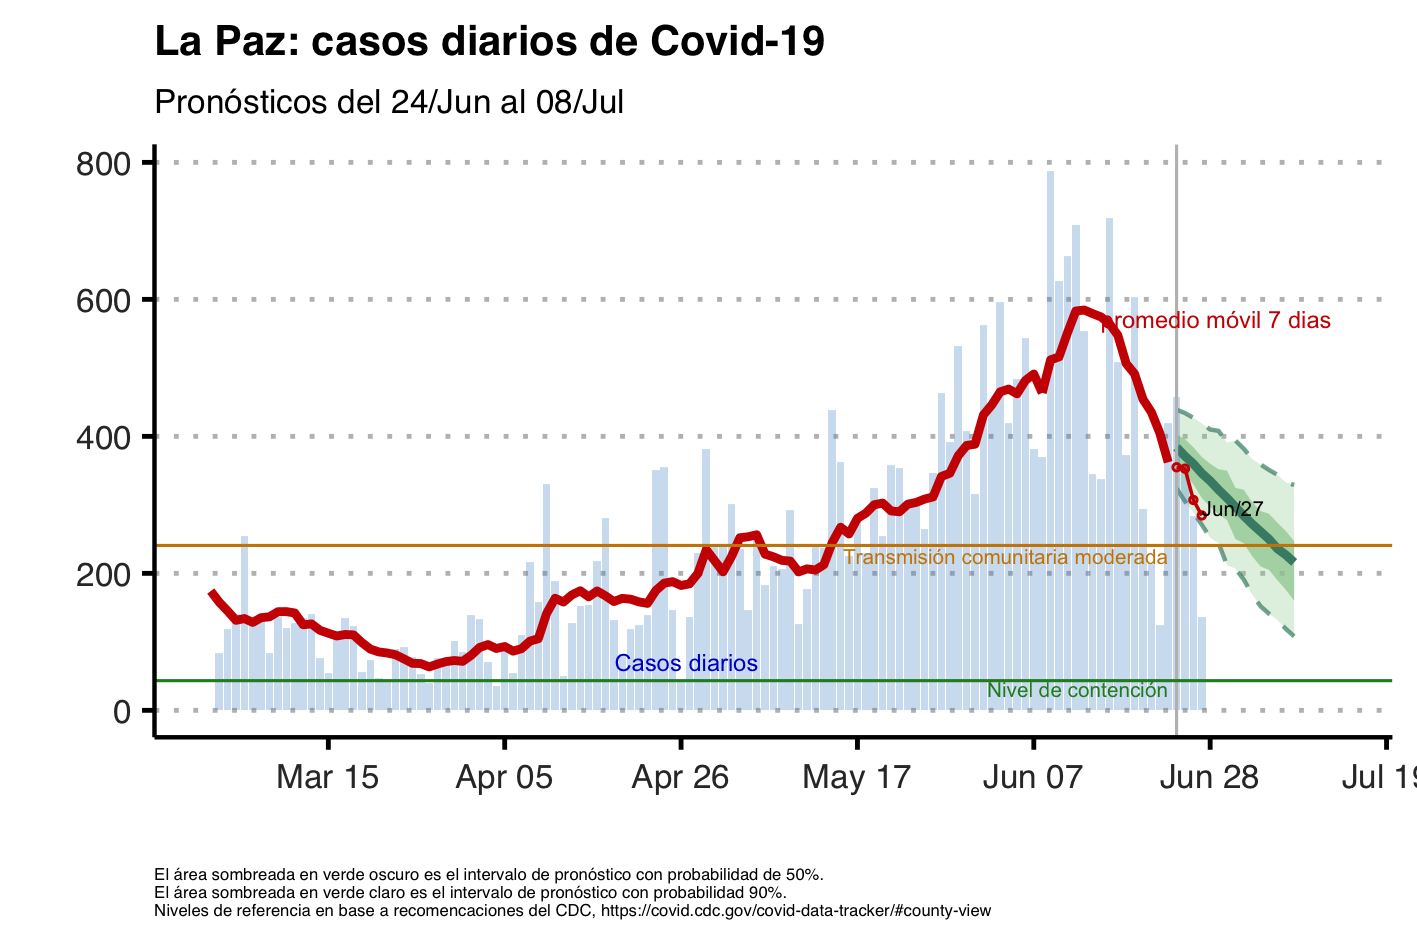 La Paz: casos diarios de Covid-19
Pronósticos del 24/Jun al 08/Jul
800
600
promedio móvil 7 dias
400
Jun/27
Transmisión comunitaria moderada
200
Casos diarios
Nivel de contención
0
Mar 15 Apr 05 Apr 26 May 17 Jun 07 Jun 28 Jul 19
El área sombreada en verde oscuro es el intervalo de pronóstico con probabilidad de 50%.
El área sombreada en verde claro es el intervalo de pronóstico con probabilidad 90%.
Niveles de referencia en base a recomencaciones del CDC, https://covid.cdc.gov/covid-data-tracker/#county-view